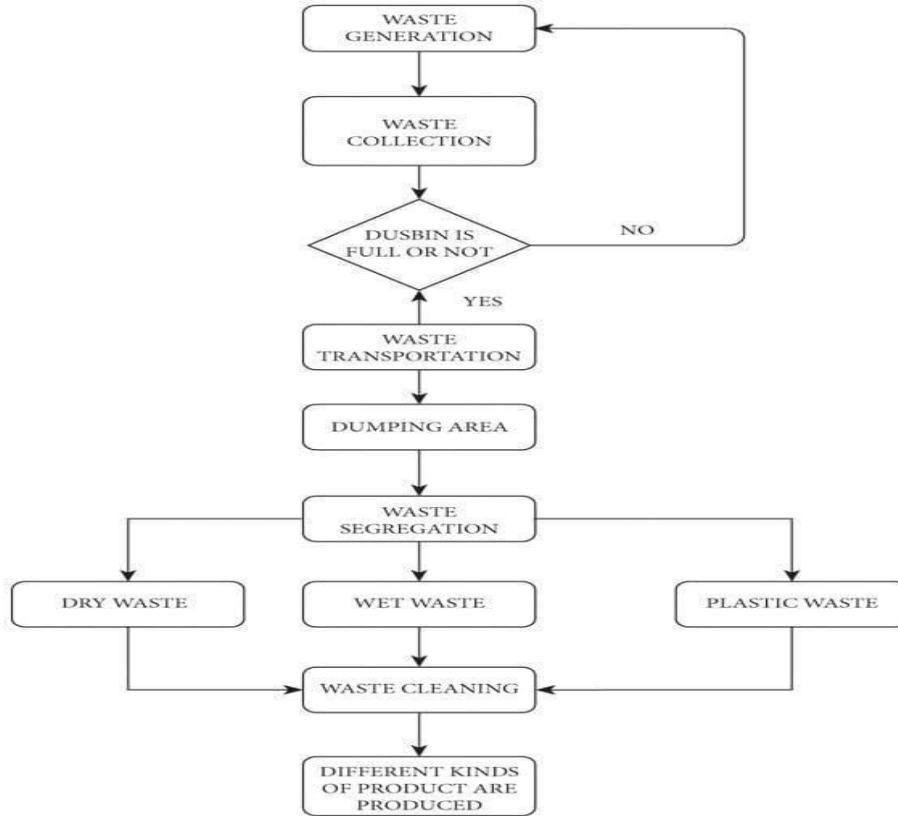 WASTE
GENERATION
WASTE
COLLECTION
DUSBIN IS
FULL OR NOT
NO
YES
WASTE
TRANSPORTATION
DUMPING AREA
WASTE
SEGREGATION
DRY WASTE
WET WASTE
PLASTIC WASTE
WASTE CLEANING
DIFFERENT KINDS
OF PRODUCT ARE
PRODUCED